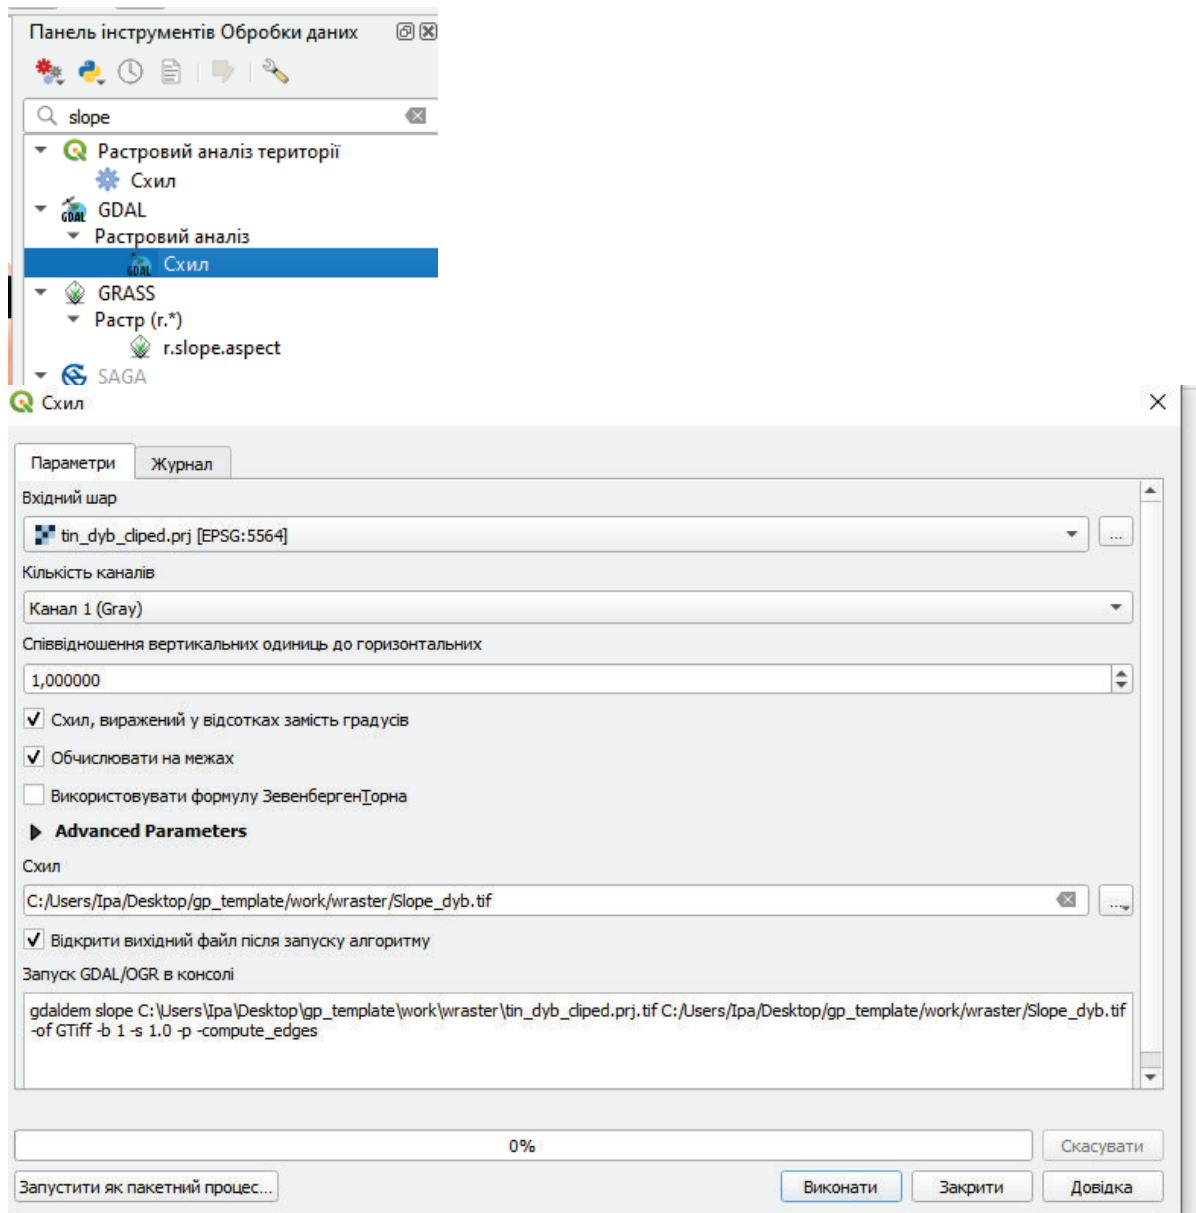 Панель інструментів Обробки даних
slope
Растровий аналіз території
Схил
GDAL
Растровий аналіз
Схил
GRASS
Растр (r.*)
r.slope.aspect
SAGA
Схил
Параметри Журнал
Вхідний шар
tin_dyb_cliped.prj [EPSG:5564]
...
Кількість каналів
Канал 1 (Gray)
Співвідношення вертикальних одиниць до горизонтальних
1,000000
Схил, виражений у відсотках замість градусів
Обчислювати на межах
Використовувати формулу ЗевенбергенТорна
Advanced Parameters
Схил
C:/Users/Ipa/Desktop/gp_template/work/wraster/Slope_dyb.tif
...
Відкрити вихідний файл після запуску алгоритму
Запуск GDAL/OGR в консолі
gdaldem slope C:\Users\Ipa\Desktop\gp_template\work\wraster\tin_dyb_cliped.prj.tif C:/Users/Ipa/Desktop/gp_template/work/wraster/Slope_dyb.tif
-of GTiff -b 1 -s 1.0 -p -compute_edges
0%
Скасувати
Запустити як пакетний процес...
Виконати Закрити Довідка